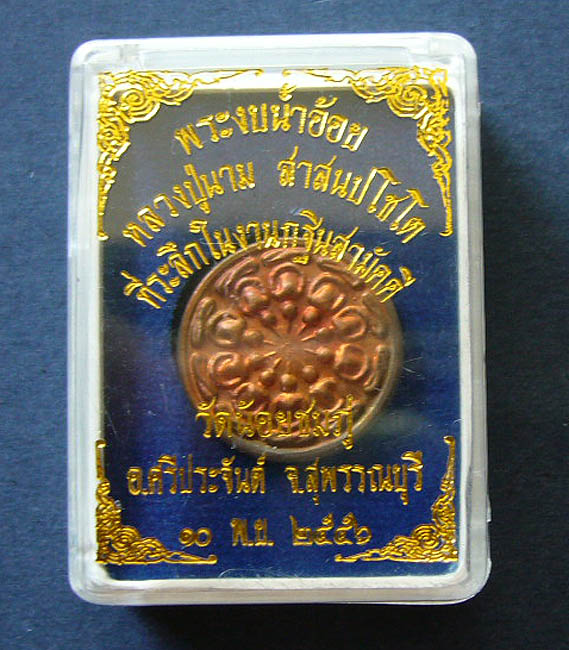 พระงบน้ำอ้อย
หลวงปู่นาม สาสนปโชโต
ที่ระลึกในงานกฐินสามัคคี
วัดน้อยชมภู่
อ.ศรีประจันต์ จ.สุพรรณบุรี
๑๐ พ.ย. ๒๕๕๖